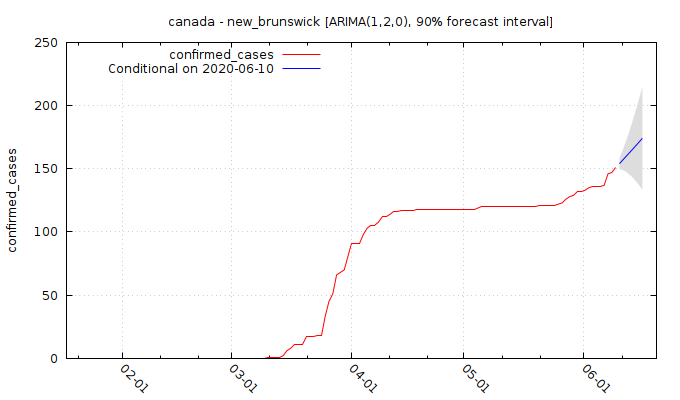 canada - new_brunswick [ARIMA(1,2,0), 90% forecast interval]
confirmed_cases
Conditional on 2020-06-10
confirmed_cases
250
200
150
100
50
0
02-01
03-01
04-01
05-01
06-01